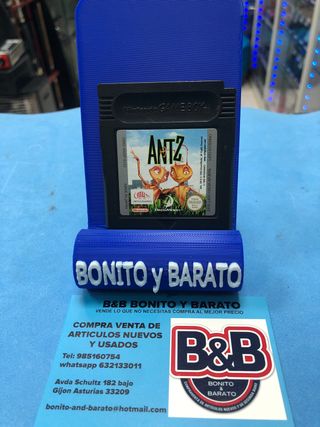 Nintendo GAME BOY
ANTZ
BONITO y BARATO
B&B BONITO Y BARATO
VENDE LO QUE NO NECESITAS COMPRA AL MEJOR PRECIO
COMPRA VENTA DE
ARTICULOS NUEVOS
Y USADOS
Tel: 985160754
whatsapp 632133011
Avda Schultz 182 bajo
Gijon Asturias 33209
bonito-and-barato@hotmail.com
B&B
BONITO
&
BARATO